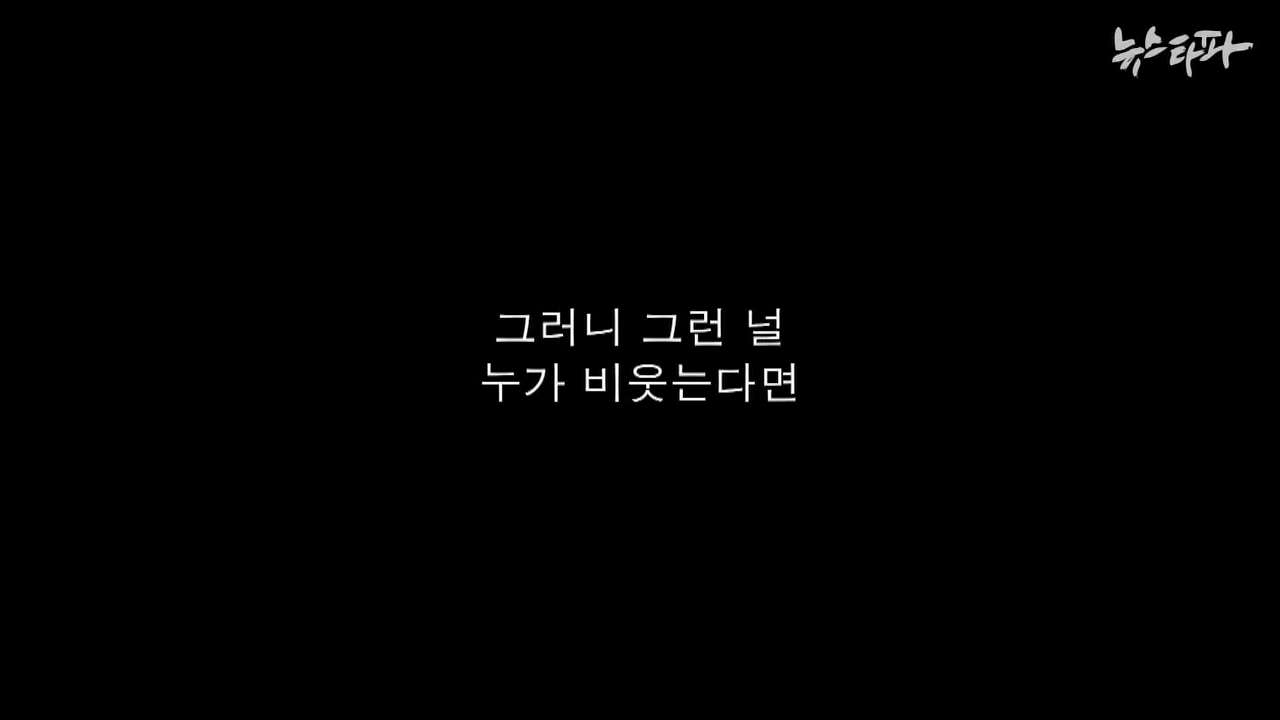 뉴스타파
그러니 그런 널
누가 비웃는다면